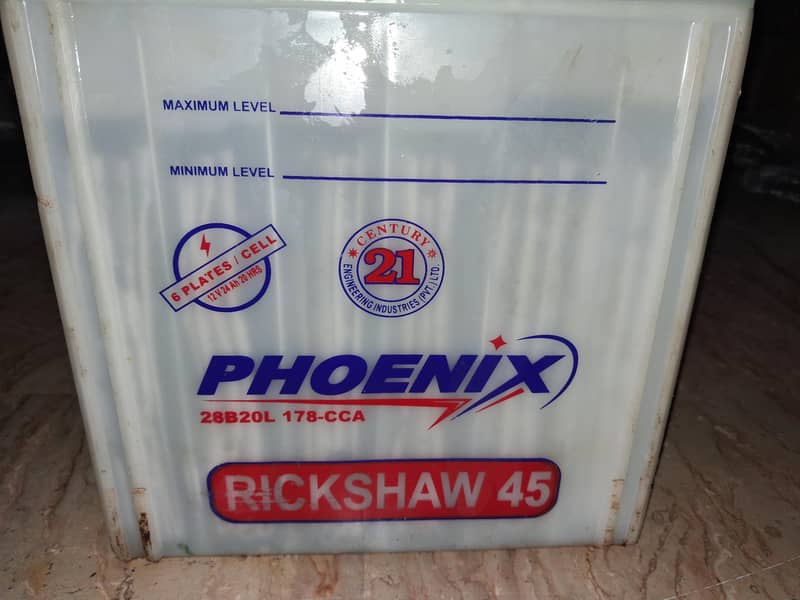 MAXIMUM LEVEL
MINIMUM LEVEL
6 PLATES / CELL
12 V 24 Ah 20 HRS
CENTURY
21
ENGINEERING INDUSTRIES (PVT.) LTD.
PHOENiX
28B20L 178-CCA
RICKSHAW 45